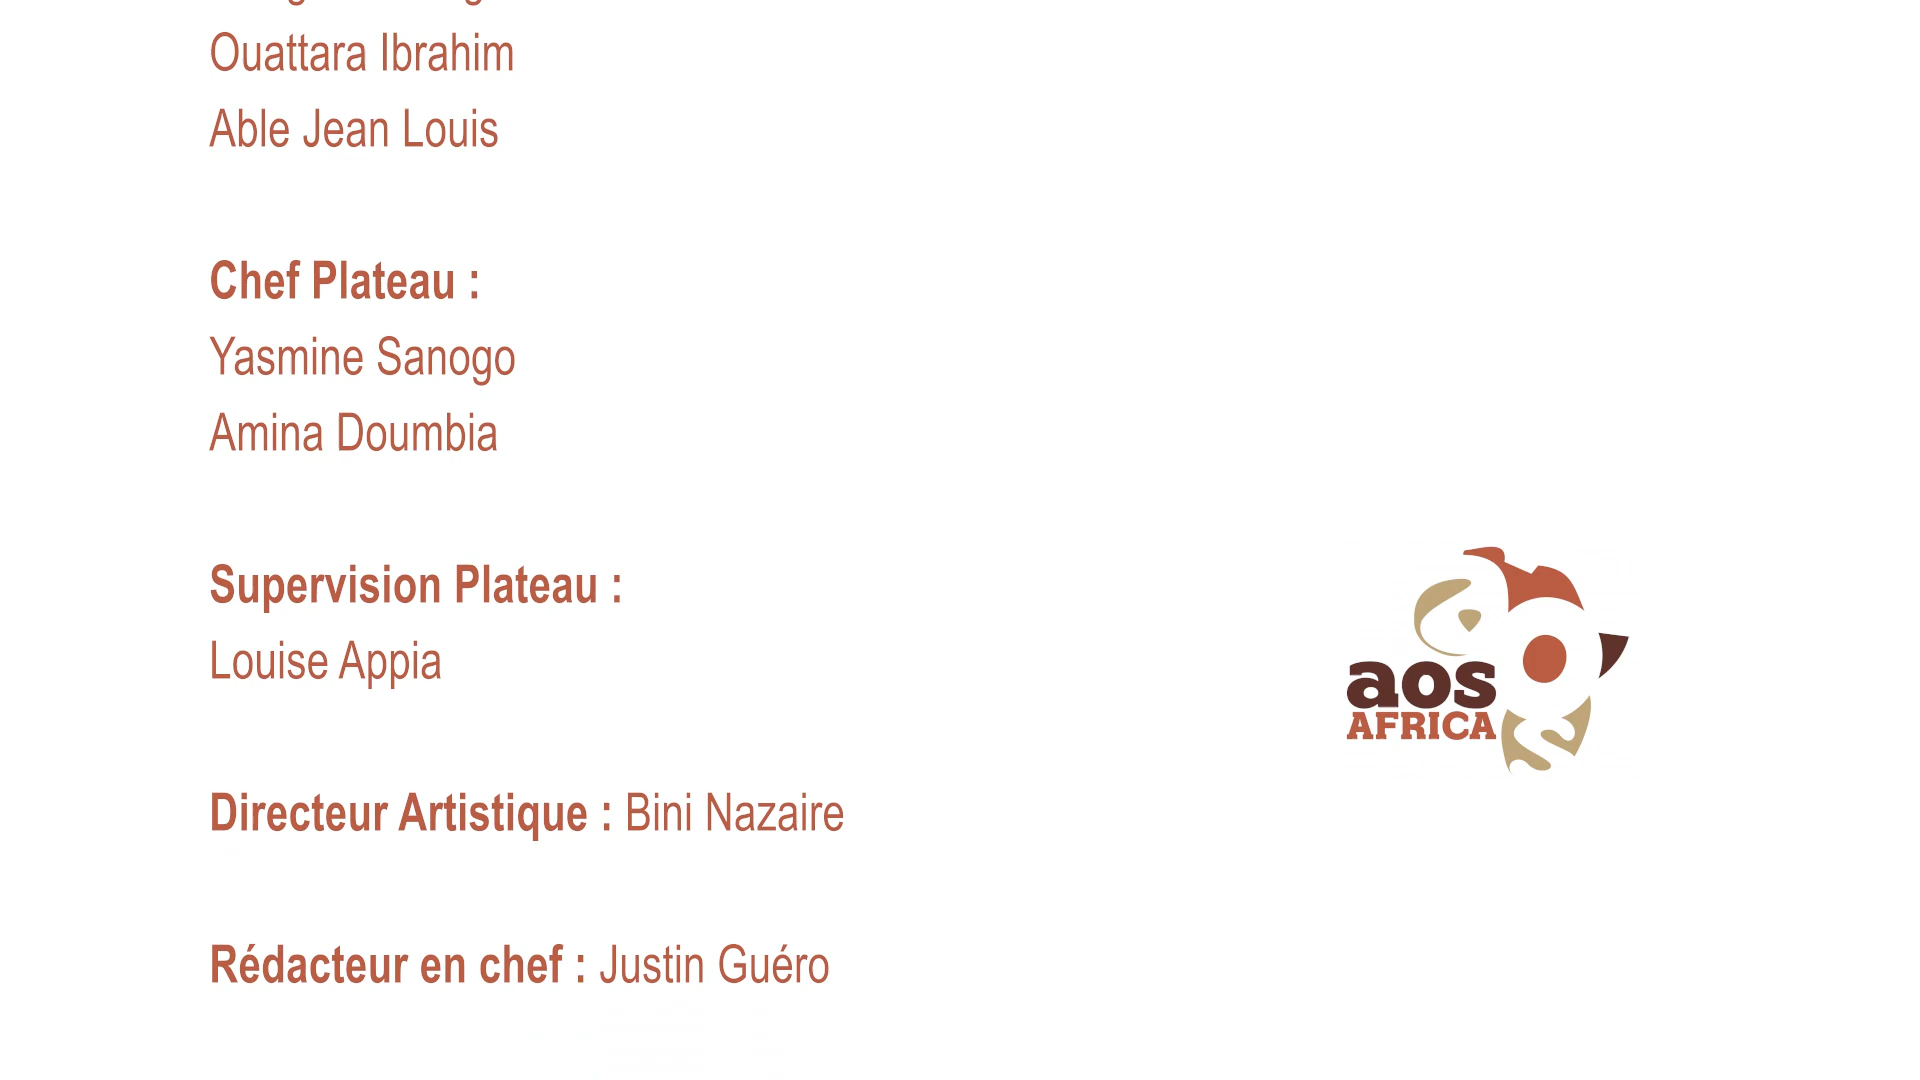 Ouattara Ibrahim
Able Jean Louis
Chef Plateau :
Yasmine Sanogo
Amina Doumbia
Supervision Plateau :
Louise Appia
Directeur Artistique : Bini Nazaire
Rédacteur en chef : Justin Guéro
aos
AFRICA